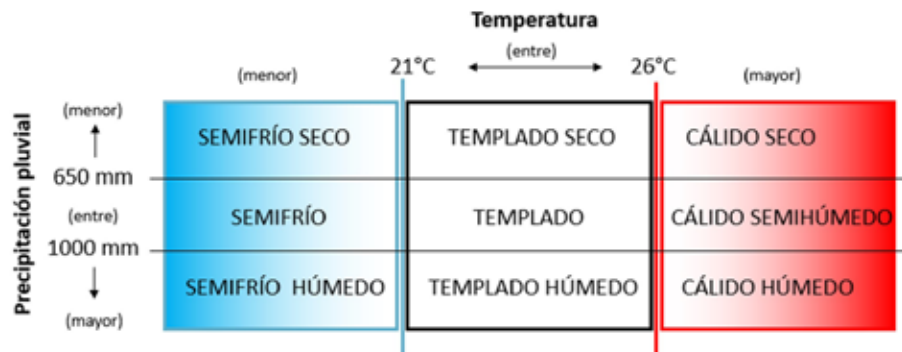 Temperatura
(menor) 21°C (entre) 26°C (mayor)
Precipitación pluvial
(menor)
SEMIFRÍO SECO TEMPLADO SECO CÁLIDO SECO
650 mm
(entre)
SEMIFRÍO TEMPLADO CÁLIDO SEMIHÚMEDO
1000 mm
SEMIFRÍO HÚMEDO TEMPLADO HÚMEDO CÁLIDO HÚMEDO
(mayor)